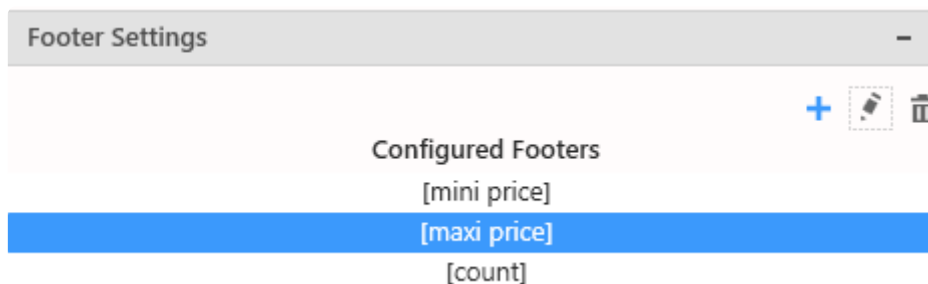 Footer Settings
Configured Footers
[mini price]
[maxi price]
[count]